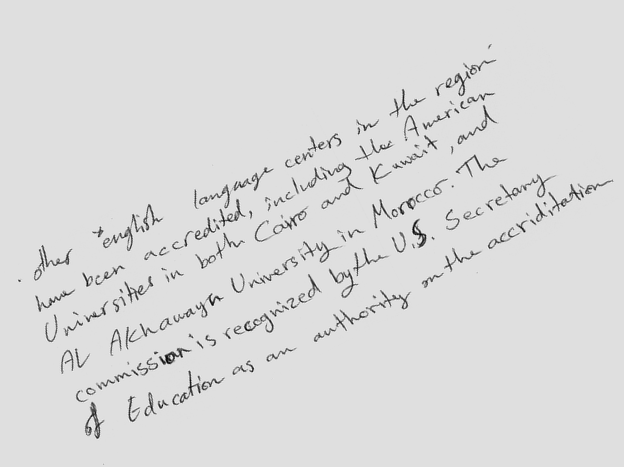 other english language centers in the region
have been accredited, including the American
Universities in both Cairo and Kuwait, and
AL Akhawayn University in Morocco. The
commission is recognized by the U.S. Secretary
of Education as an authority on the accriditation